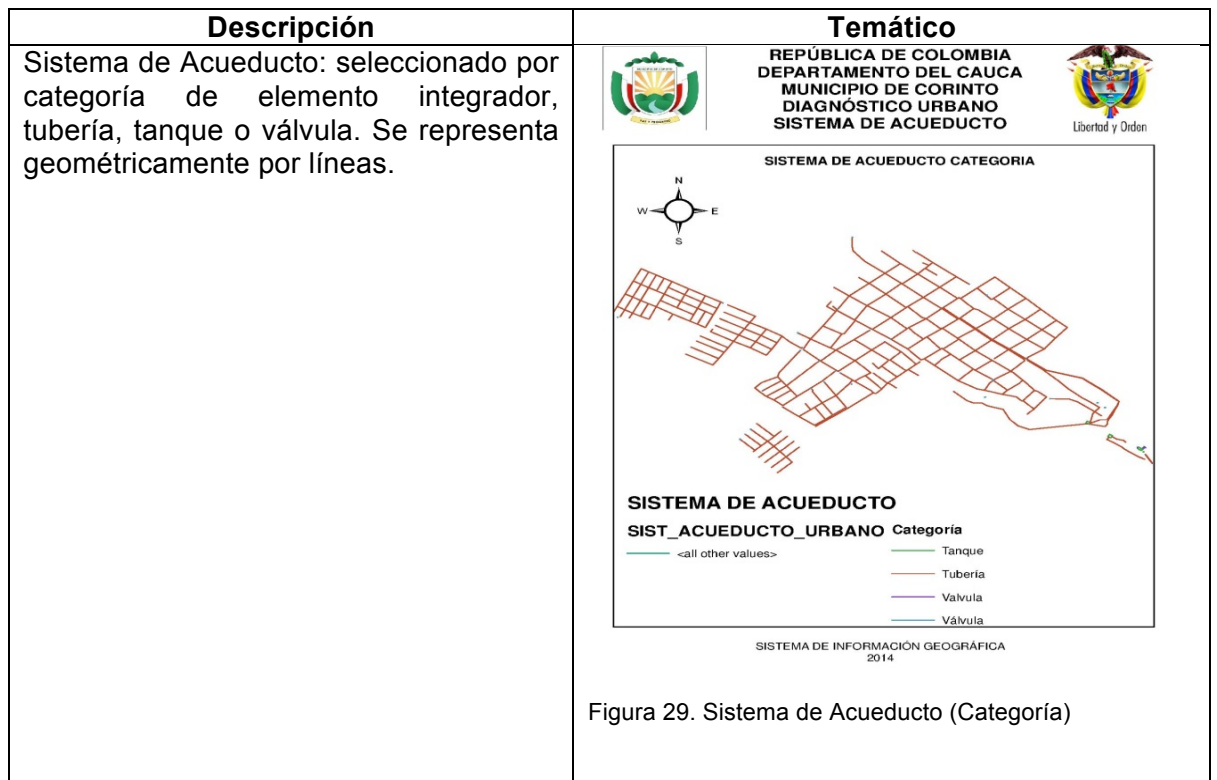 Descripción
Temático
Sistema de Acueducto: seleccionado por
categoría de elemento integrador,
tubería, tanque o válvula. Se representa
geométricamente por líneas.
REPÚBLICA DE COLOMBIA
DEPARTAMENTO DEL CAUCA
MUNICIPIO DE CORINTO
DIAGNÓSTICO URBANO
SISTEMA DE ACUEDUCTO
Libertad y Orden
SISTEMA DE ACUEDUCTO CATEGORIA
N
W
E
S
SISTEMA DE ACUEDUCTO
SIST_ACUEDUCTO_URBANO
<all other values>
Categoría
Tanque
Tubería
Valvula
Válvula
SISTEMA DE INFORMACIÓN GEOGRÁFICA
2014
Figura 29. Sistema de Acueducto (Categoría)